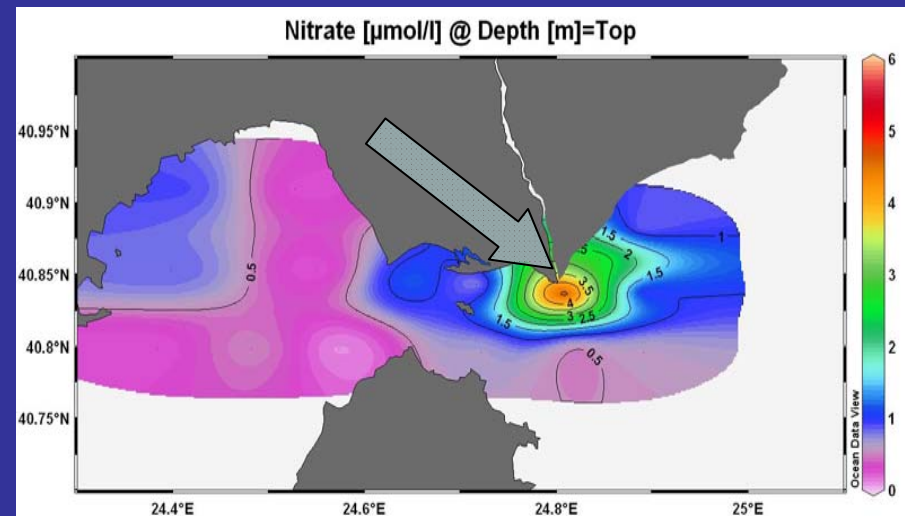 Nitrate [µmol/l] @ Depth [m]=Top
40.95°N
40.9°N
40.85°N
40.8°N
40.75°N
24.4°E
24.6°E
24.8°E
25°E
0.5
1.5
1.5
2
1.5
1
3.5
4
3
2.5
0.5
6
5
4
3
2
1
0
Ocean Data View